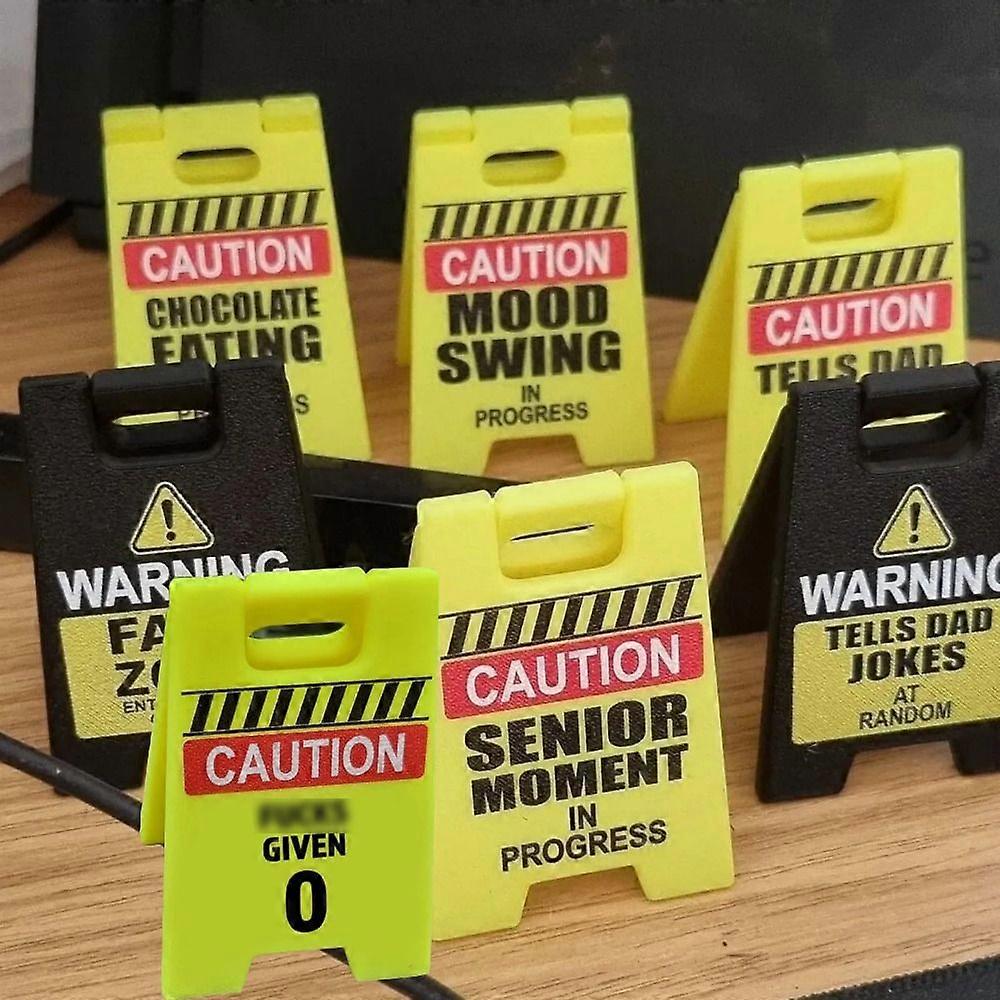 CAUTION
CHOCOLATE
EATING
CAUTION
MOOD
SWING
IN
PROGRESS
CAUTION
TELLS DAD
WARNING
CAUTION
GIVEN
0
CAUTION
SENIOR
MOMENT
IN
PROGRESS
WARNING
TELLS DAD
JOKES
AT
RANDOM